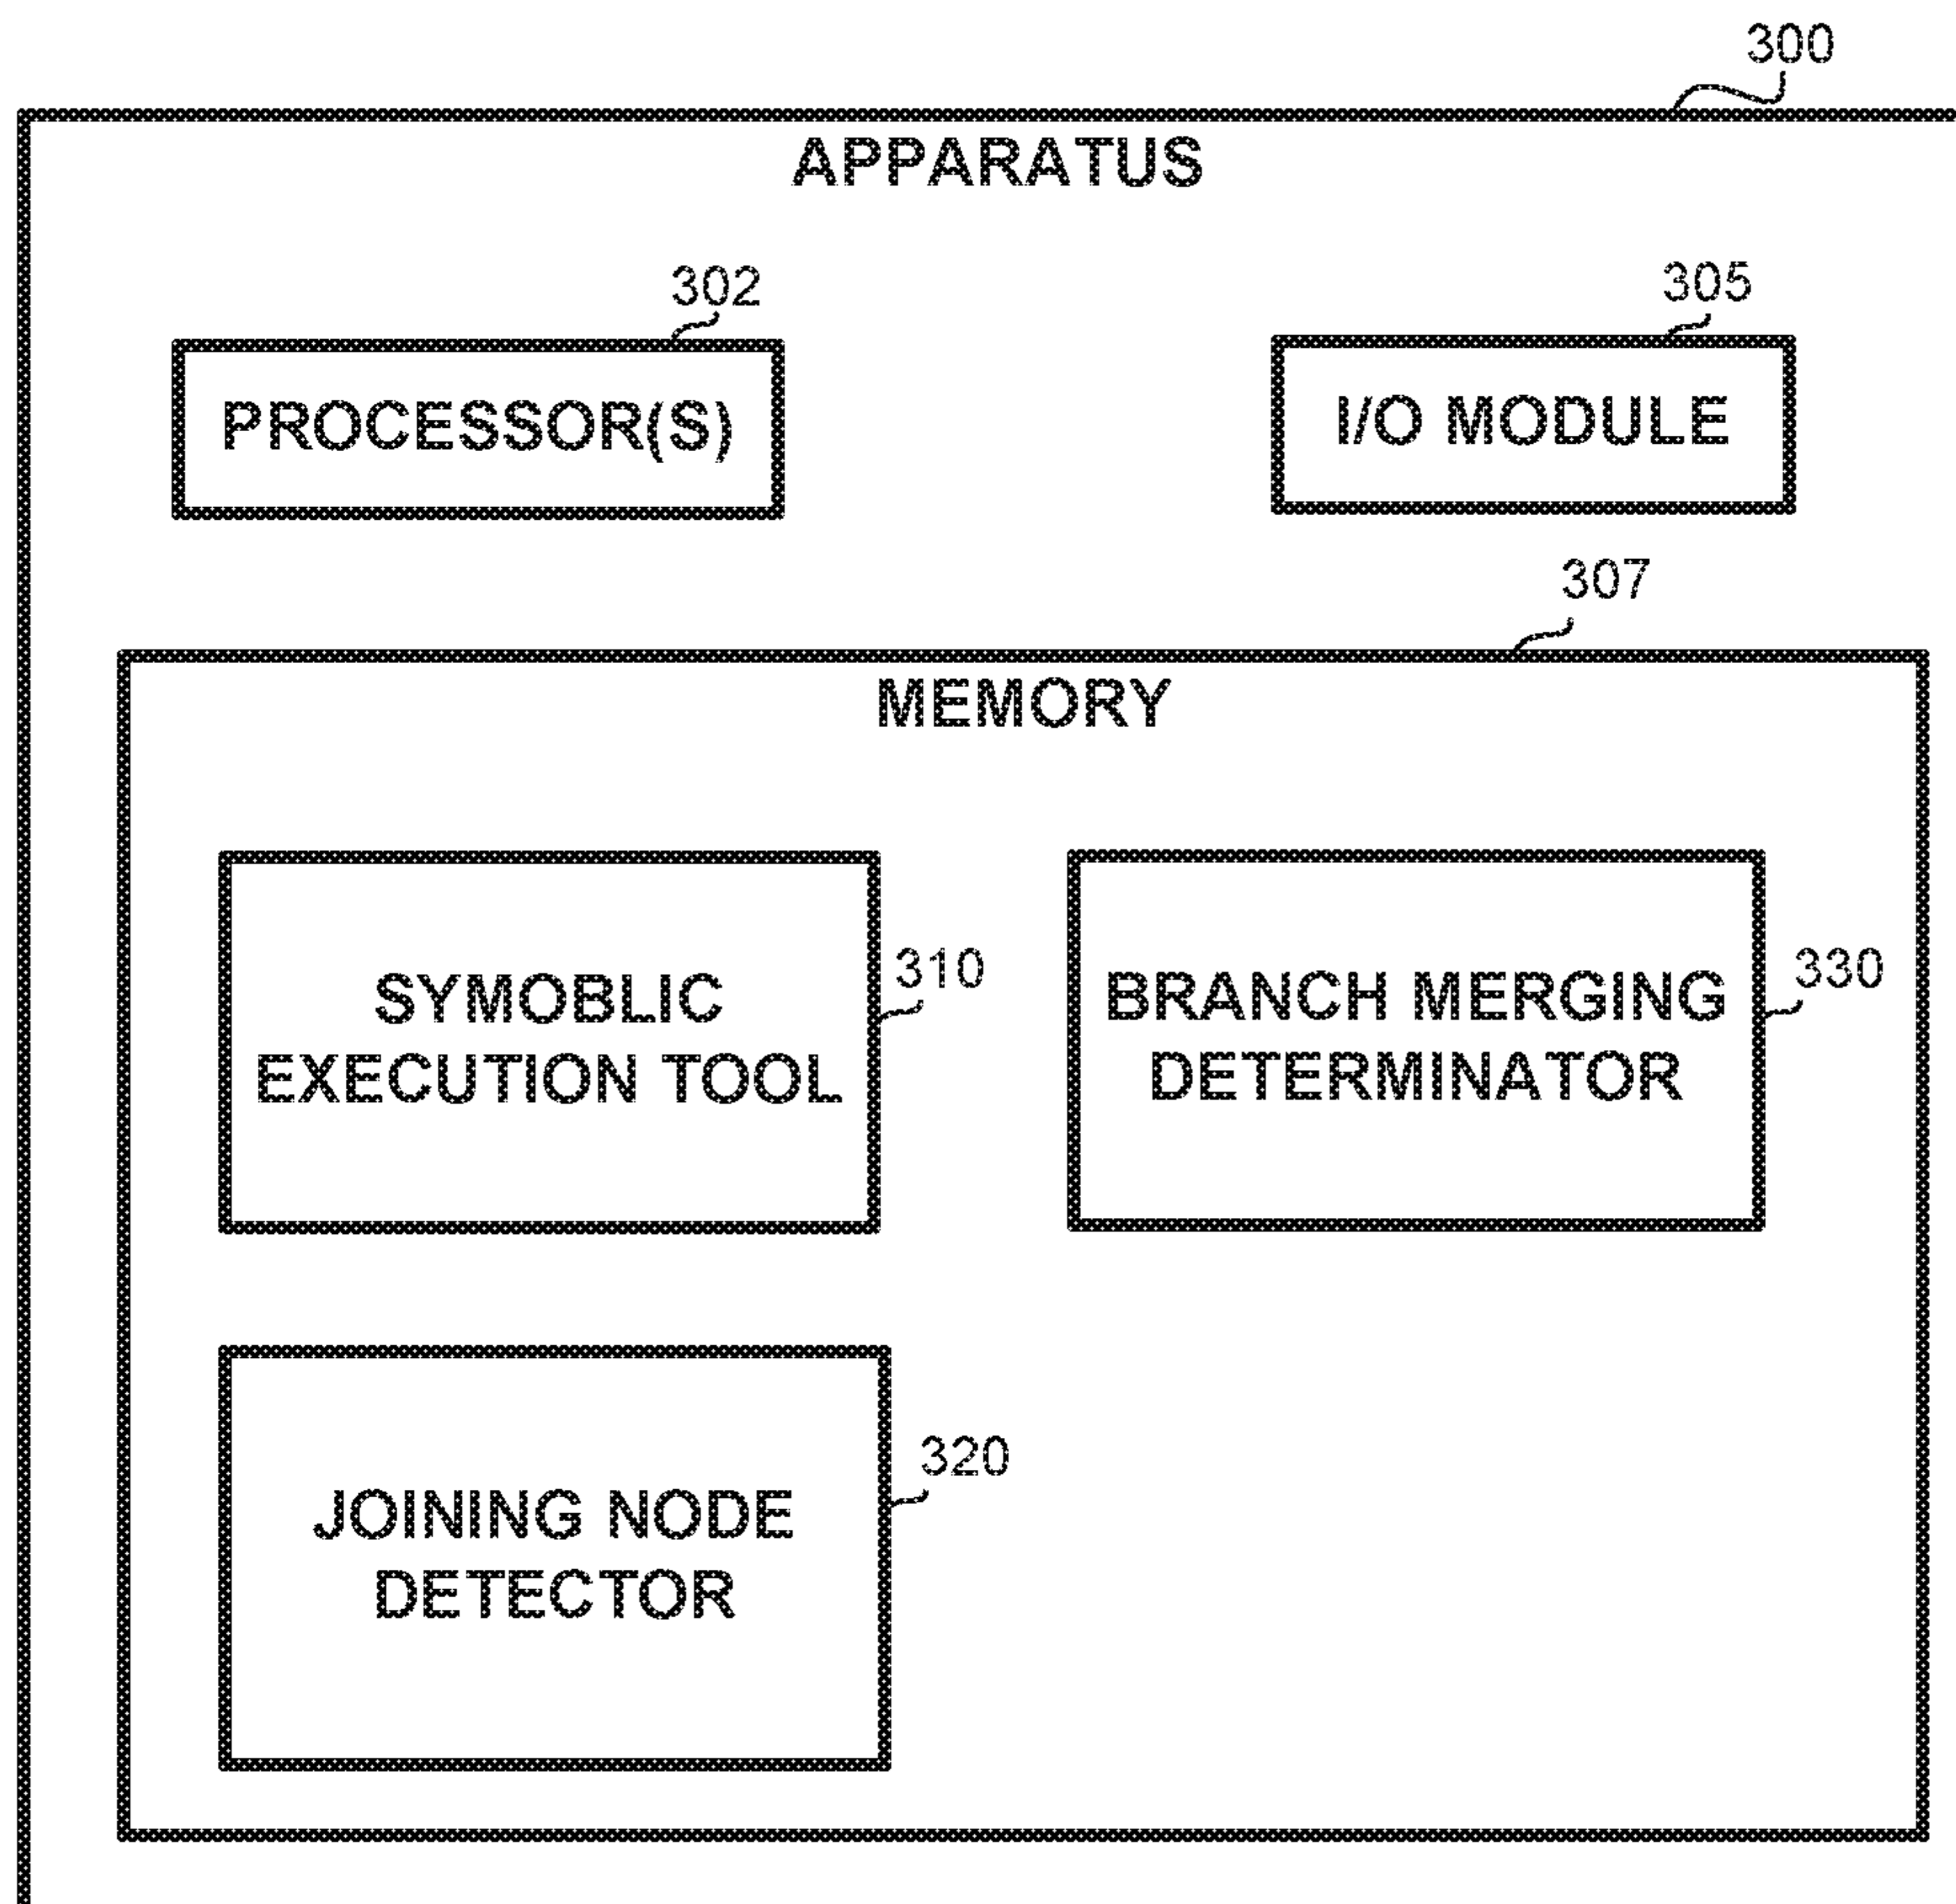 300
APPARATUS
302
305
PROCESSOR(S)
I/O MODULE
307
MEMORY
310
330
SYMOBLIC
EXECUTION TOOL
BRANCH MERGING
DETERMINATOR
320
JOINING NODE
DETECTOR